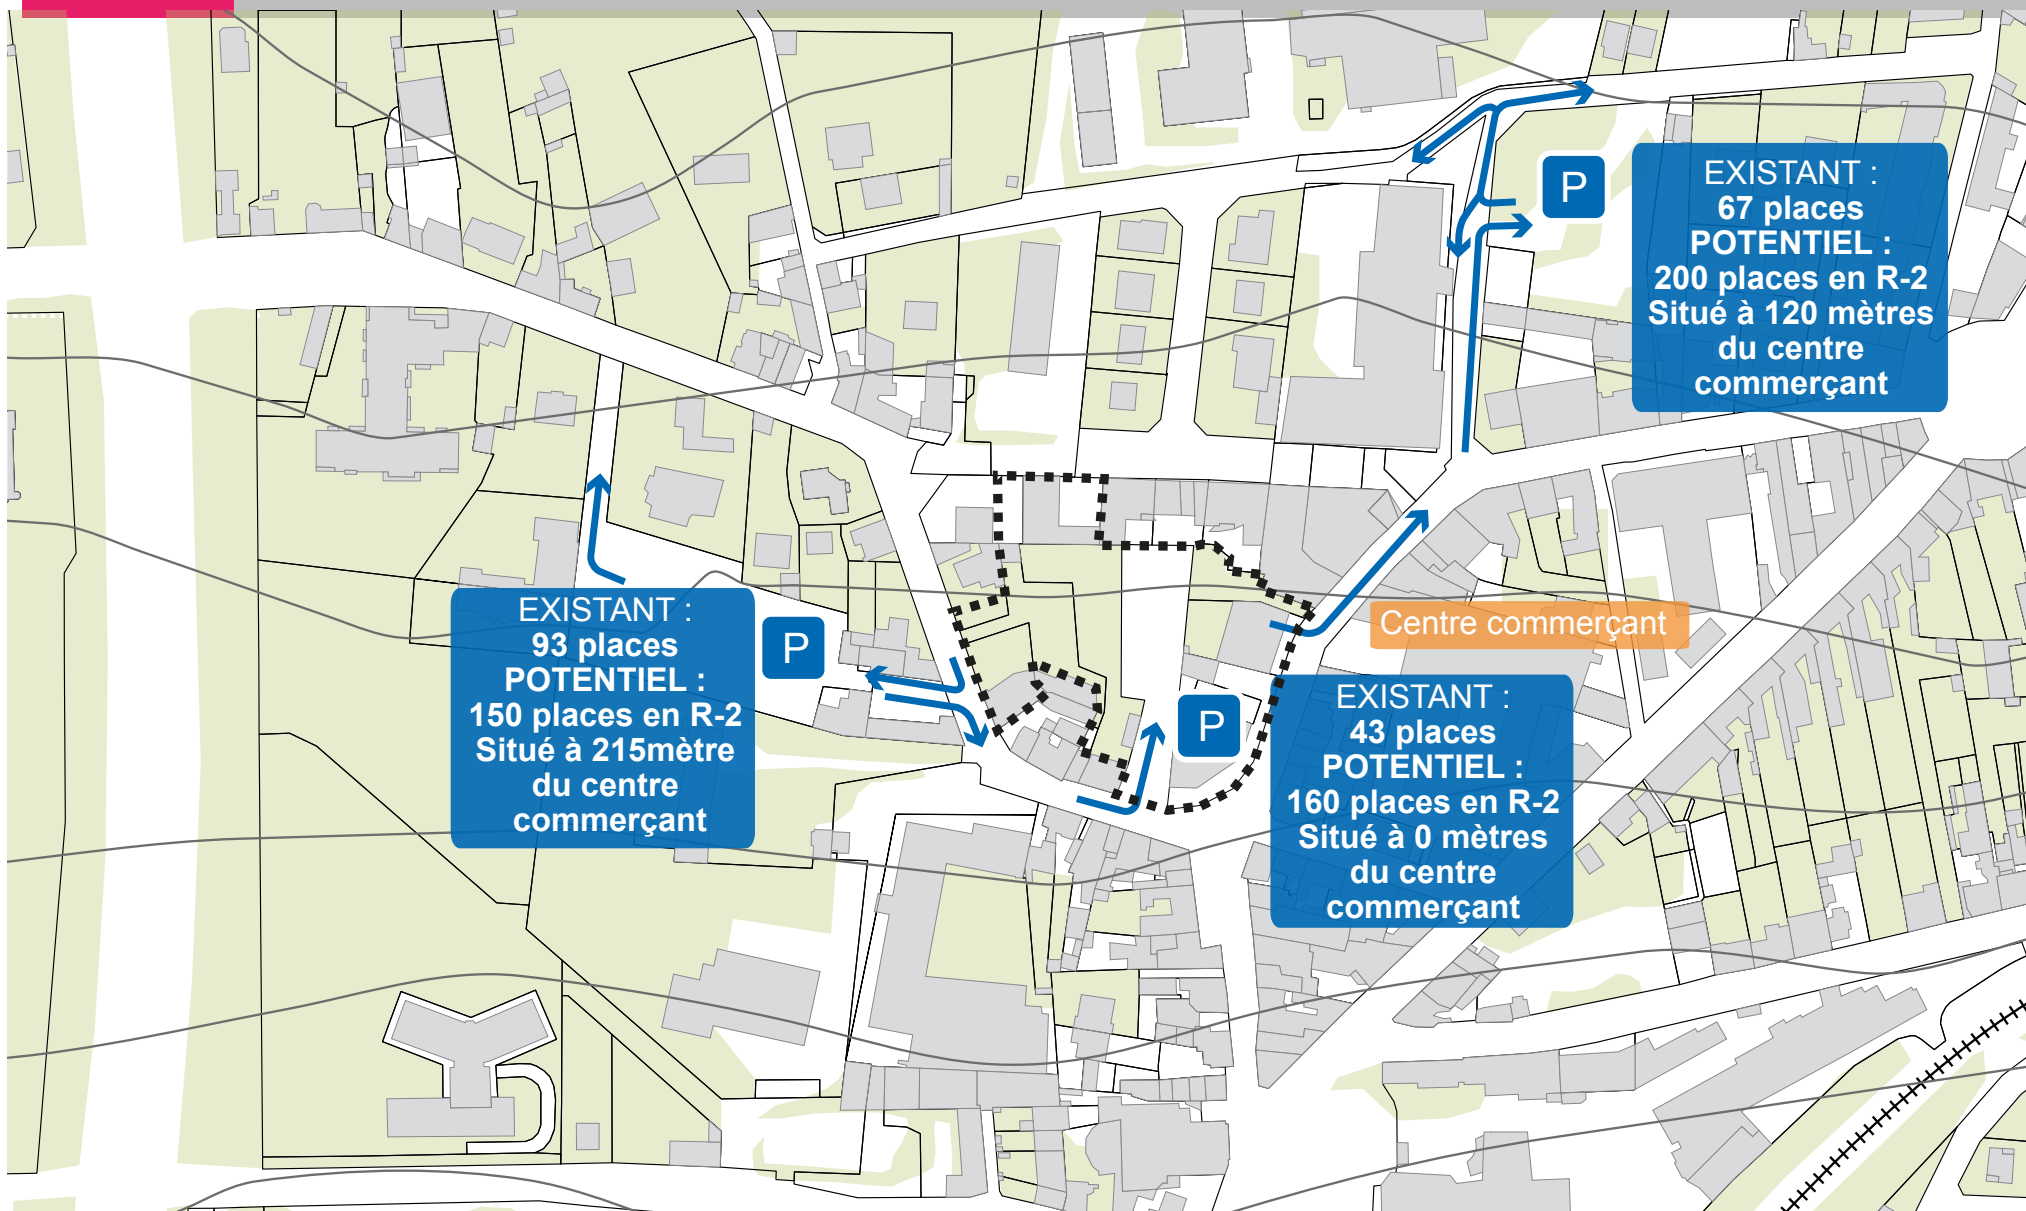 P
EXISTANT :
67 places
POTENTIEL :
200 places en R-2
Situé à 120 mètres
du centre
commerçant
EXISTANT :
93 places
POTENTIEL :
150 places en R-2
Situé à 215mètre
du centre
commerçant
P
Centre commerçant
P
EXISTANT :
43 places
POTENTIEL :
160 places en R-2
Situé à 0 mètres
du centre
commerçant